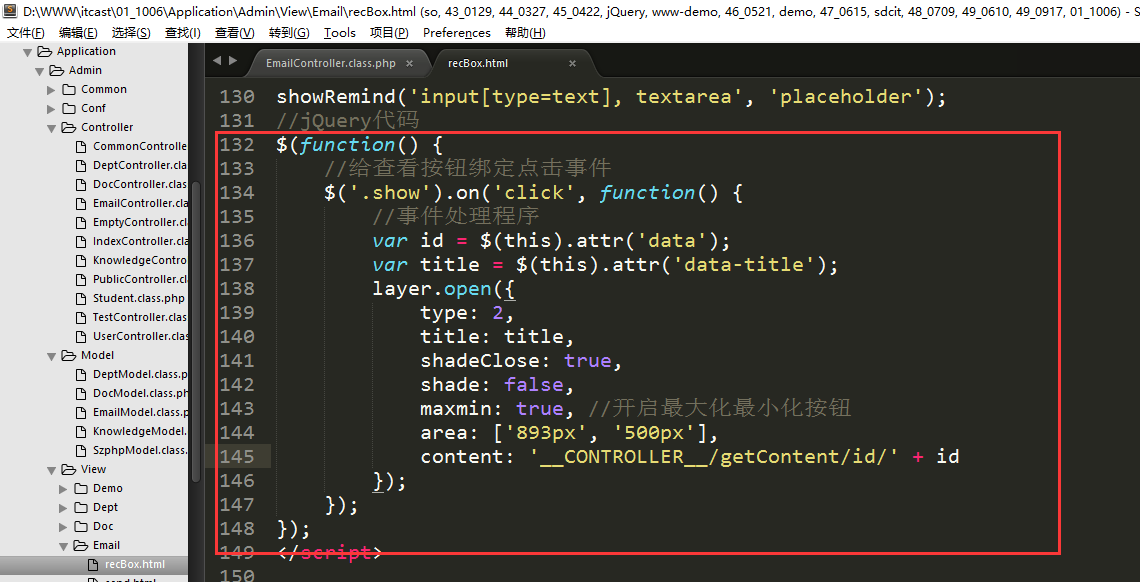 D:\WWW\itcast\01_1006\Application\Admin\View\Email\recBox.html (so, 43_0129, 44_0327, 45_0422, jQuery, www-demo, 46_0521, demo, 47_0615, sdcit, 48_0709, 49_0610, 49_0917, 01_1006) - S
文件(F) 编辑(E) 选择(S) 查找(I) 查看(V) 转到(G) Tools 项目(P) Preferences 帮助(H)
Application
Admin
Common
Conf
Controller
CommonControlle
DeptController.cla
DocController.clas
EmailController.cla
EmptyController.cl
IndexController.cla
KnowledgeContro
PublicController.cl
Student.class.php
TestController.clas
UserController.clas
Model
DeptModel.class.p
DocModel.class.ph
EmailModel.class.p
KnowledgeModel.
SzphpModel.class.
View
Demo
Dept
Doc
Email
recBox.html
send.html
EmailController.class.php ×
recBox.html ×
130 showRemind('input[type=text], textarea', 'placeholder');
131 //jQuery代码
132 $(function() {
133 //给查看按钮绑定点击事件
134 $('.show').on('click', function() {
135 //事件处理程序
136 var id = $(this).attr('data');
137 var title = $(this).attr('data-title');
138 layer.open({
139 type: 2,
140 title: title,
141 shadeClose: true,
142 shade: false,
143 maxmin: true, //开启最大化最小化按钮
144 area: ['893px', '500px'],
145 content: '__CONTROLLER__/getContent/id/' + id
146 });
147 });
148 });
149 </script>
150